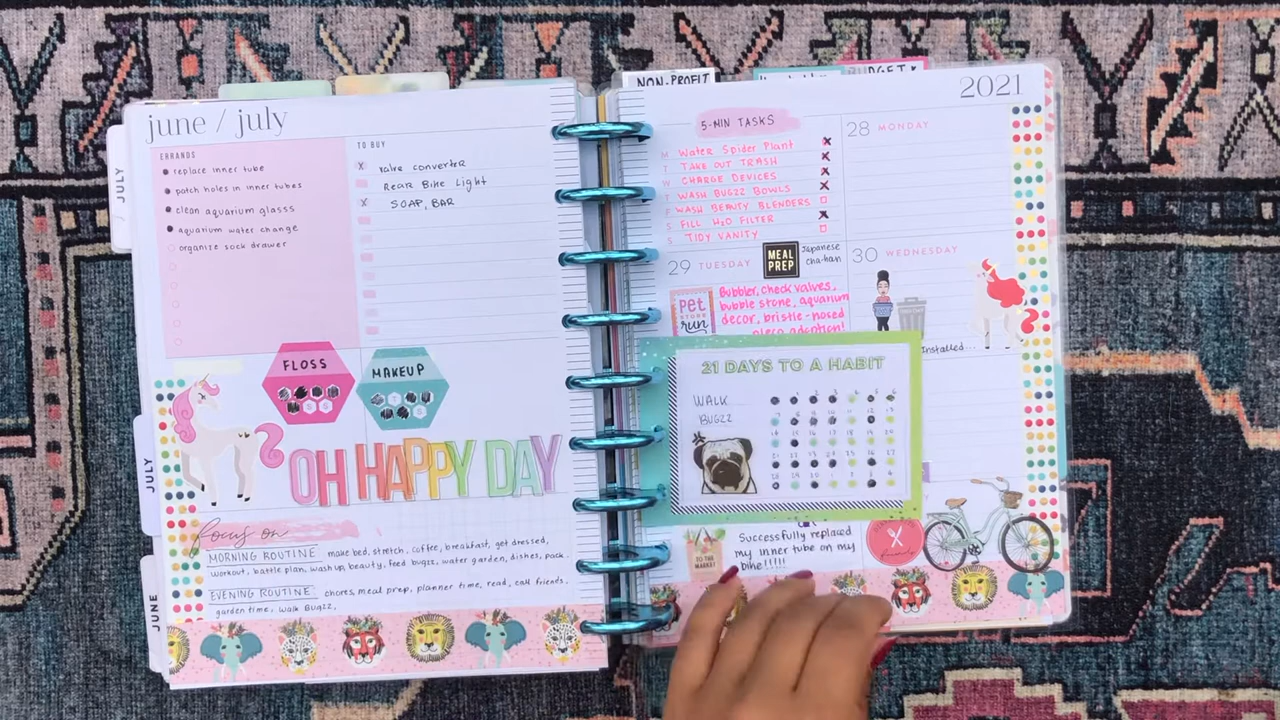 NON-PROFIT
june / july
2021
ERRANDS
replace inner tube
patch holes in inner tubes
clean aquarium glass
aquarium water change
organize sock drawer
TO BUY
X valve converter
Rear Bike Light
X SOAP, BAR
5-MIN TASKS
M Water Spider Plant X
T TAKE OUT TRASH X
W CHARGE DEVICES X
T WASH BUGZZ BOWLS X
F WASH BEAUTY BLENDERS
S FILL H2O FILTER X
S TIDY VANITY
28 MONDAY
29 TUESDAY
MEAL PREP
Japanese
cha-han
30 WEDNESDAY
pet
STORE
run
Bubbler, check valves,
bubble stone, aquarium
decor, bristle-nosed
adoption!
Installed...
FLOSS
MAKEUP
21 DAYS TO A HABIT
WALK
BUGZZ
OH HAPPY DAY
focus on
MORNING ROUTINE make bed, stretch, coffee, breakfast, get dressed,
workout, battle plan, wash up, beauty, feed bugzz, water garden, dishes, pack.
EVENING ROUTINE: chores, meal prep, planner time, read, call friends,
garden time, walk Bugzz.
TO THE
MARKET
Successfully replaced
my inner tube on my
bike!!!!!
JULY
JULY
JUNE